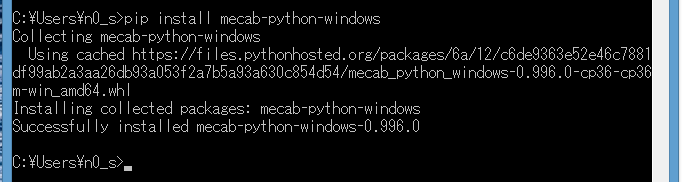 C:¥Users¥n0_s>pip install mecab-python-windows
Collecting mecab-python-windows
  Using cached https://files.pythonhosted.org/packages/6a/12/c6de9363e52e46c7881
df99ab2a3aa26db93a053f2a7b5a93a630c854d54/mecab_python_windows-0.996.0-cp36-cp36
m-win_amd64.whl
Installing collected packages: mecab-python-windows
Successfully installed mecab-python-windows-0.996.0
C:¥Users¥n0_s>